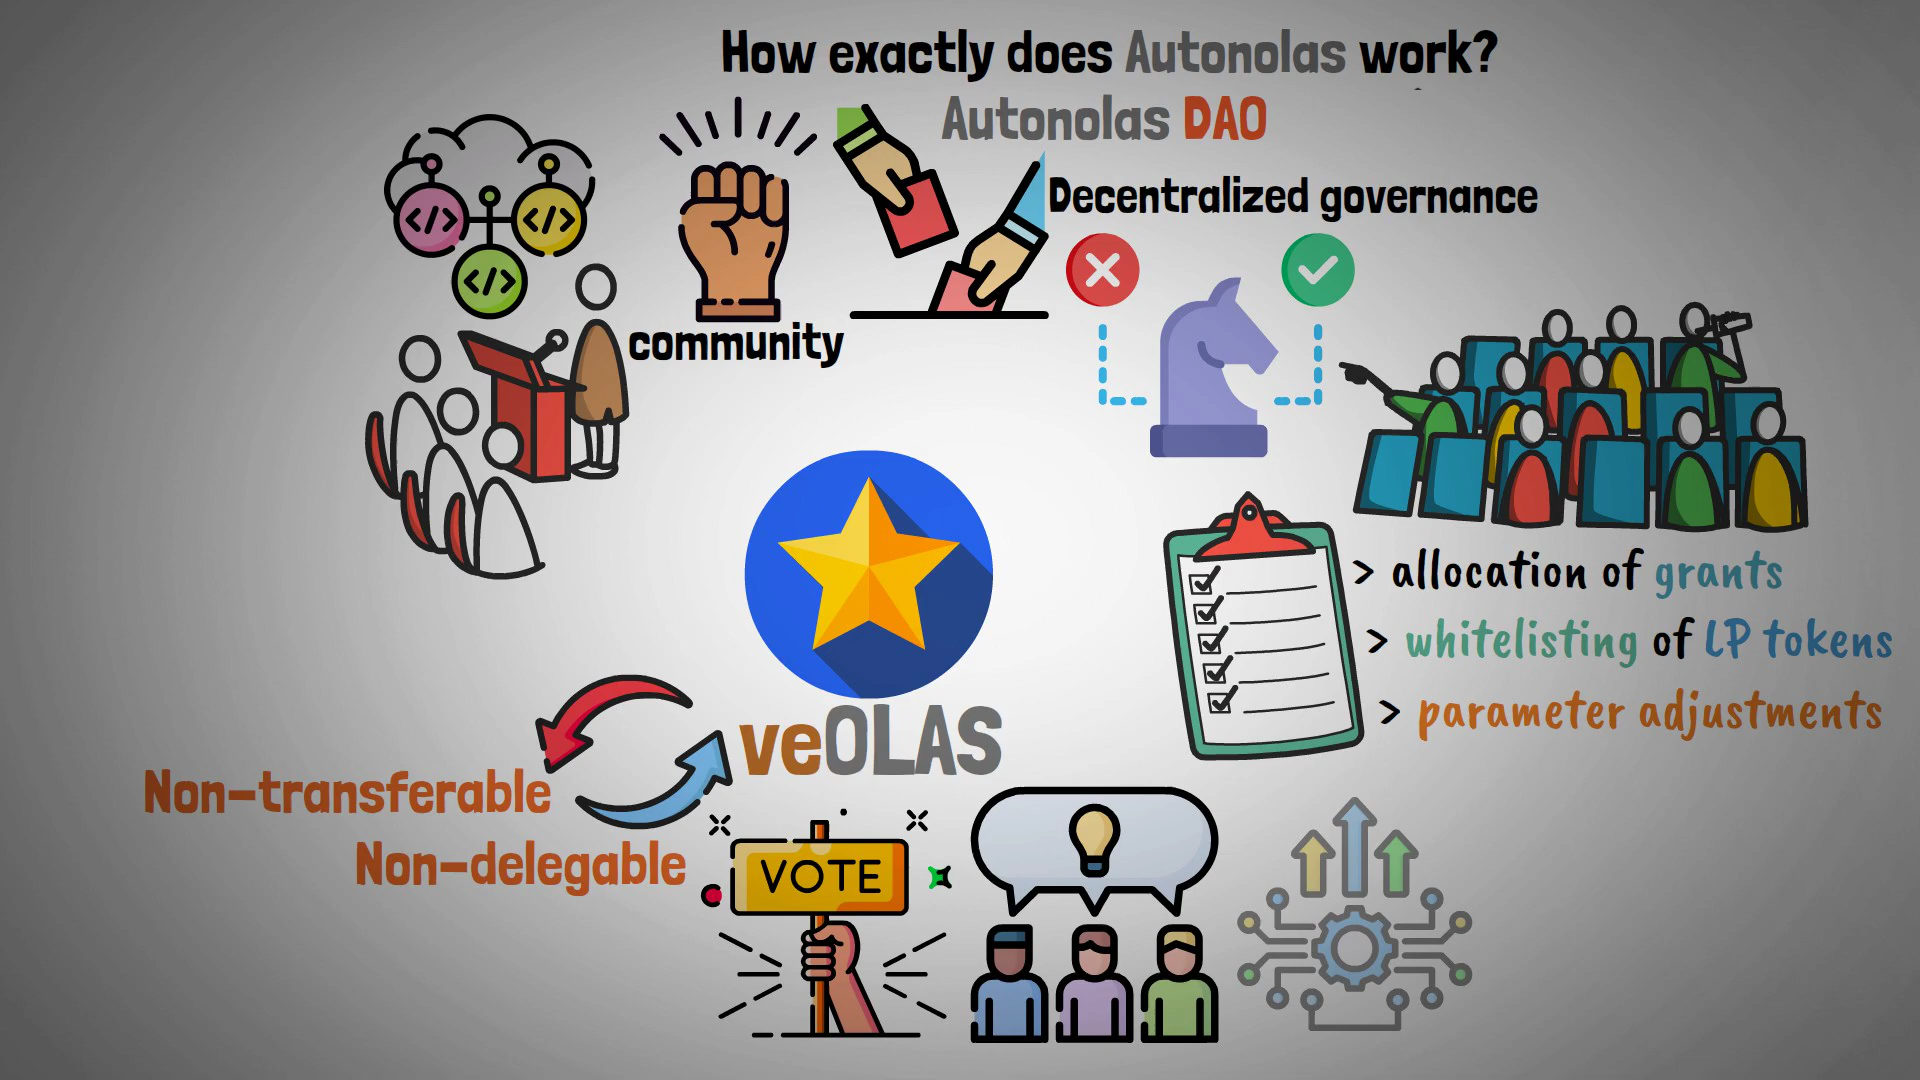 How exactly does Autonolas work?
Autonolas DAO
Decentralized governance
community
> allocation of grants
> whitelisting of LP tokens
> parameter adjustments
veOLAS
Non-transferable
Non-delegable
VOTE